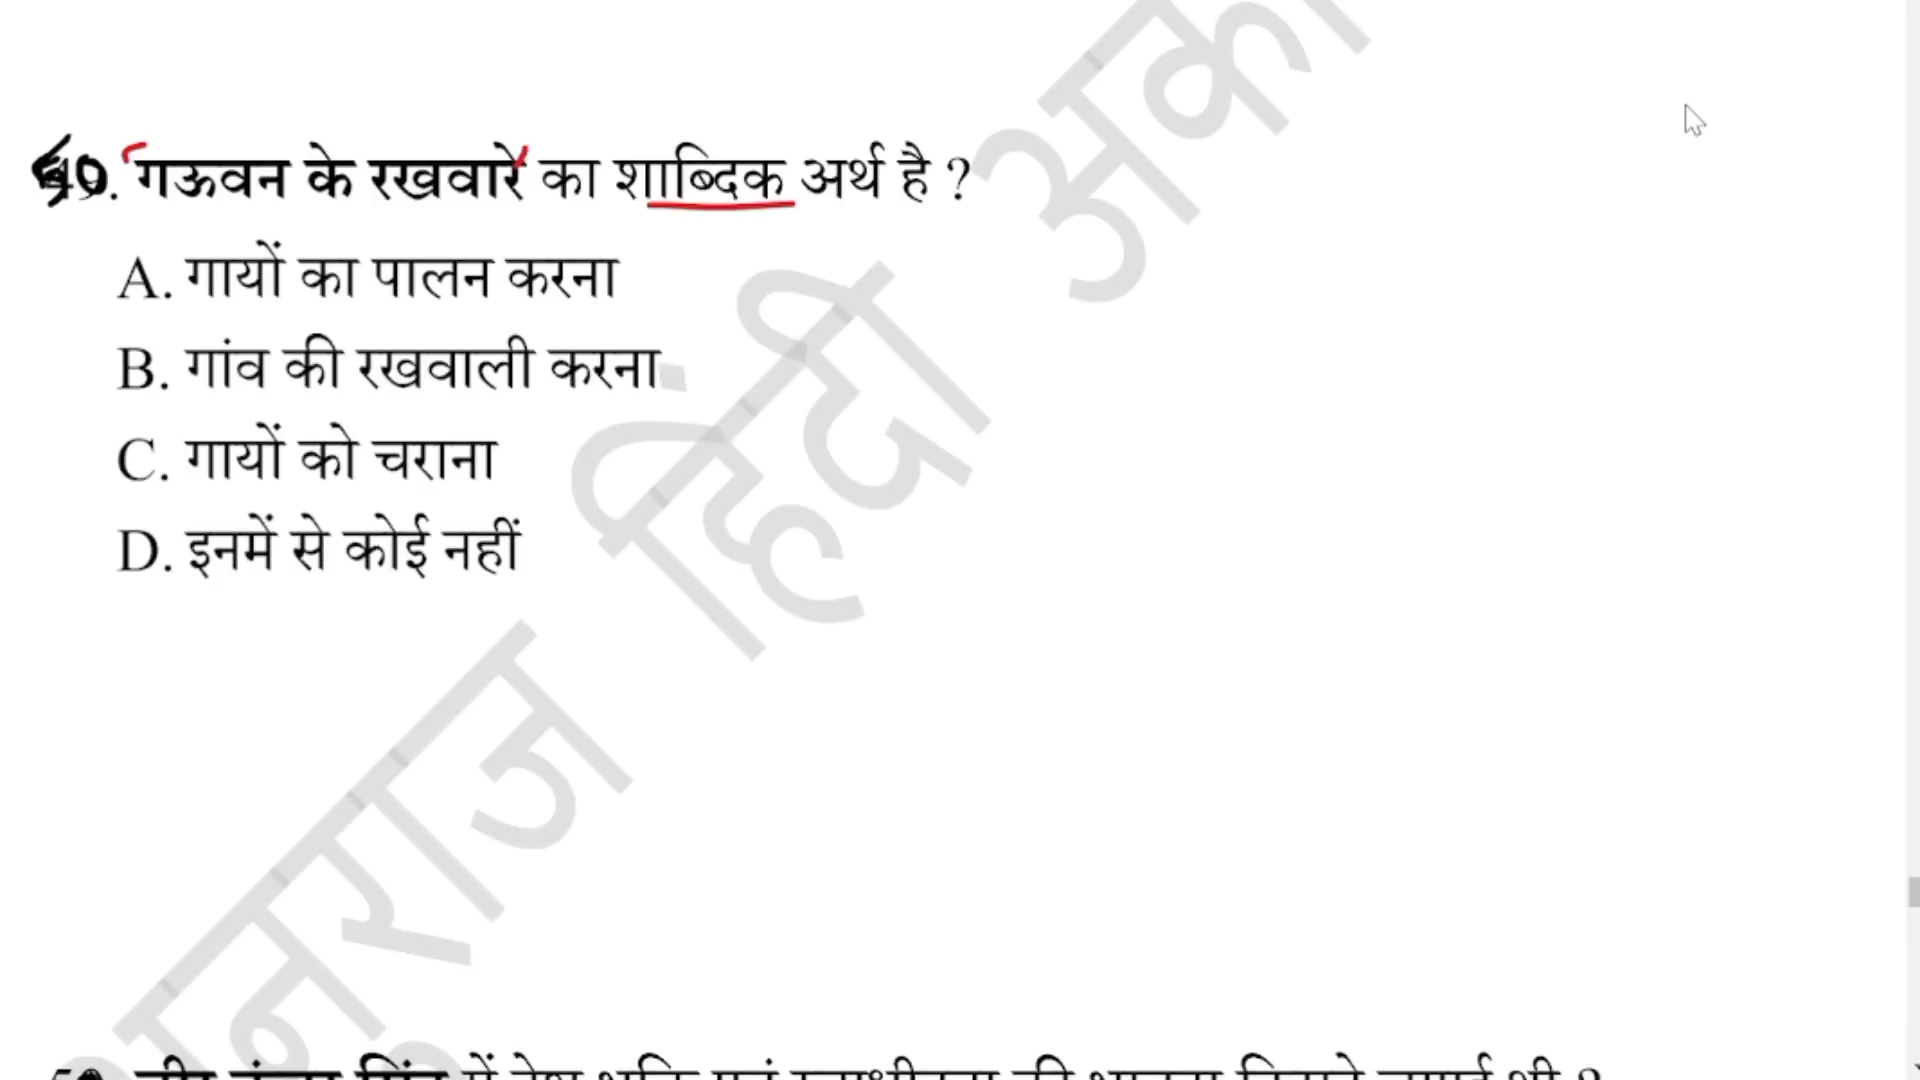 49. गऊवन के रखवारे का शाब्दिक अर्थ है ?
A. गायों का पालन करना
B. गांव की रखवाली करना
C. गायों को चराना
D. इनमें से कोई नहीं
हिंदी